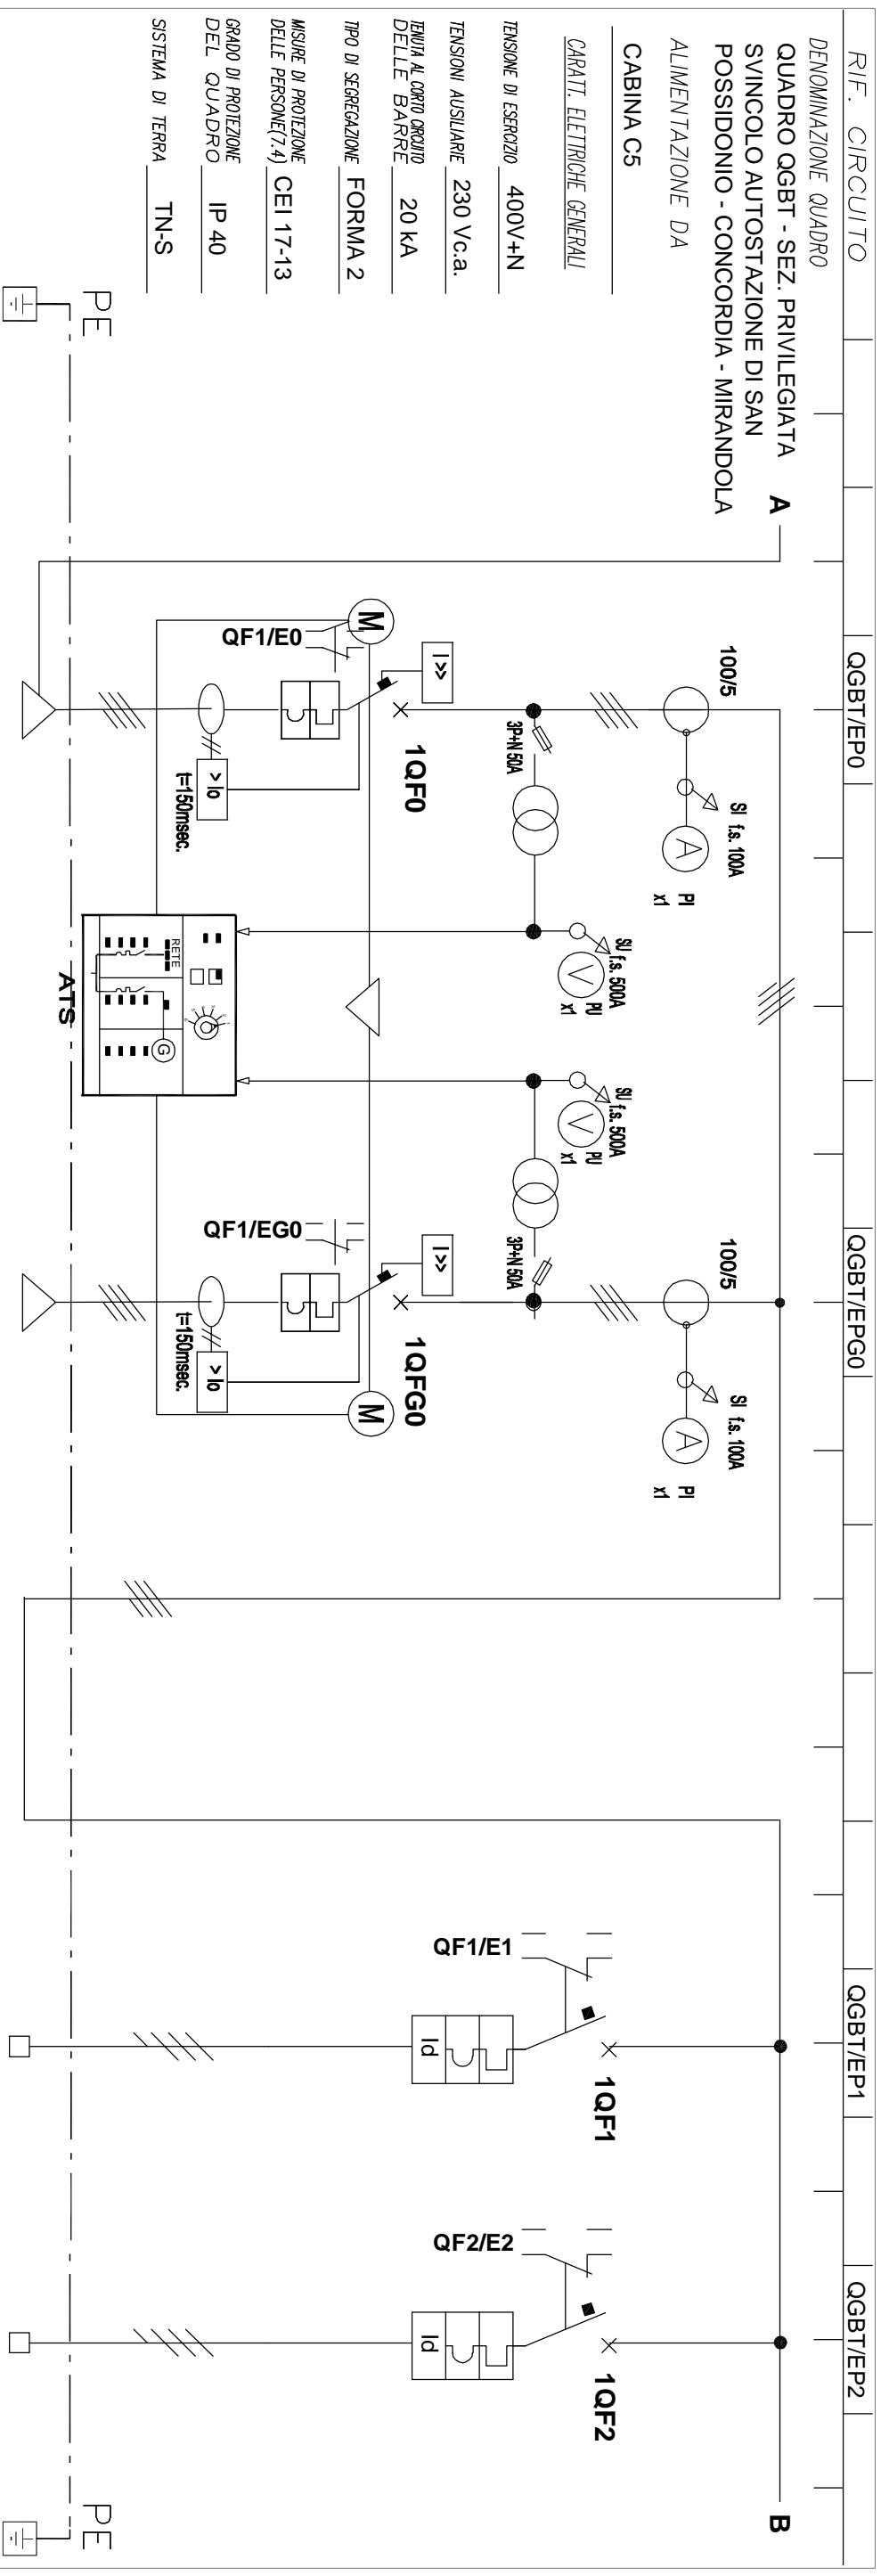 RIF. CIRCUITO
QGBT/EP0
QGBT/EPG0
QGBT/EP1
QGBT/EP2
DENOMINAZIONE QUADRO
QUADRO QGBT - SEZ. PRIVILEGIATA
SVINCOLO AUTOSTAZIONE DI SAN
POSSIDONIO - CONCORDIA - MIRANDOLA
ALIMENTAZIONE DA
CABINA C5
CARATT. ELETTRICHE GENERALI
TENSIONE DI ESERCIZIO
400V+N
TENSIONI AUSILIARIE
230 Vc.a.
TENUTA AL CORTO CIRCUITO
DELLE BARRE
20 kA
TIPO DI SEGREGAZIONE
FORMA 2
MISURE DI PROTEZIONE
DELLE PERSONE(7.4)
CEI 17-13
GRADO DI PROTEZIONE
DEL QUADRO
IP 40
SISTEMA DI TERRA
TN-S
PE
A
100/5
SI f.s. 100A
A
PI
x1
3P+N 50A
SU f.s. 500A
V
PU
x1
I>>
1QF0
M
QF1/E0
> Io
t=150msec.
RETE
G
ATS
SU f.s. 500A
V
PU
x1
3P+N 50A
100/5
SI f.s. 100A
A
PI
x1
I>>
1QFG0
M
QF1/EG0
> Io
t=150msec.
QF1/E1
1QF1
Id
QF2/E2
1QF2
Id
B
PE